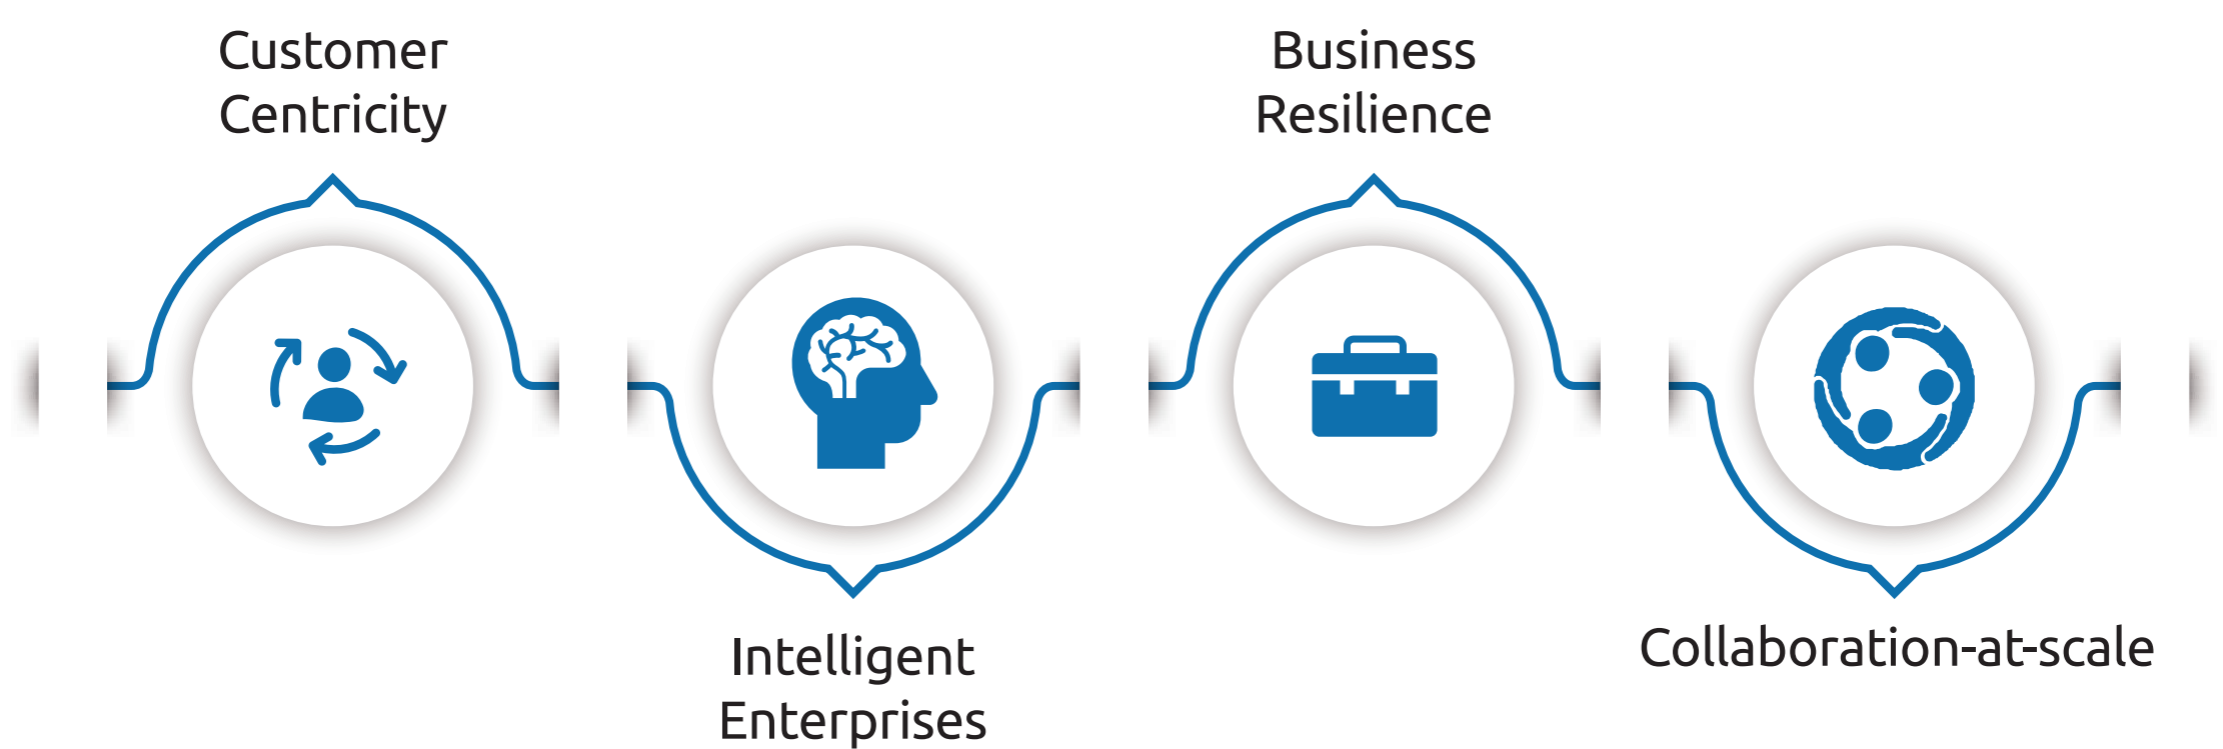 Customer
Centricity
Intelligent
Enterprises
Business
Resilience
Collaboration-at-scale